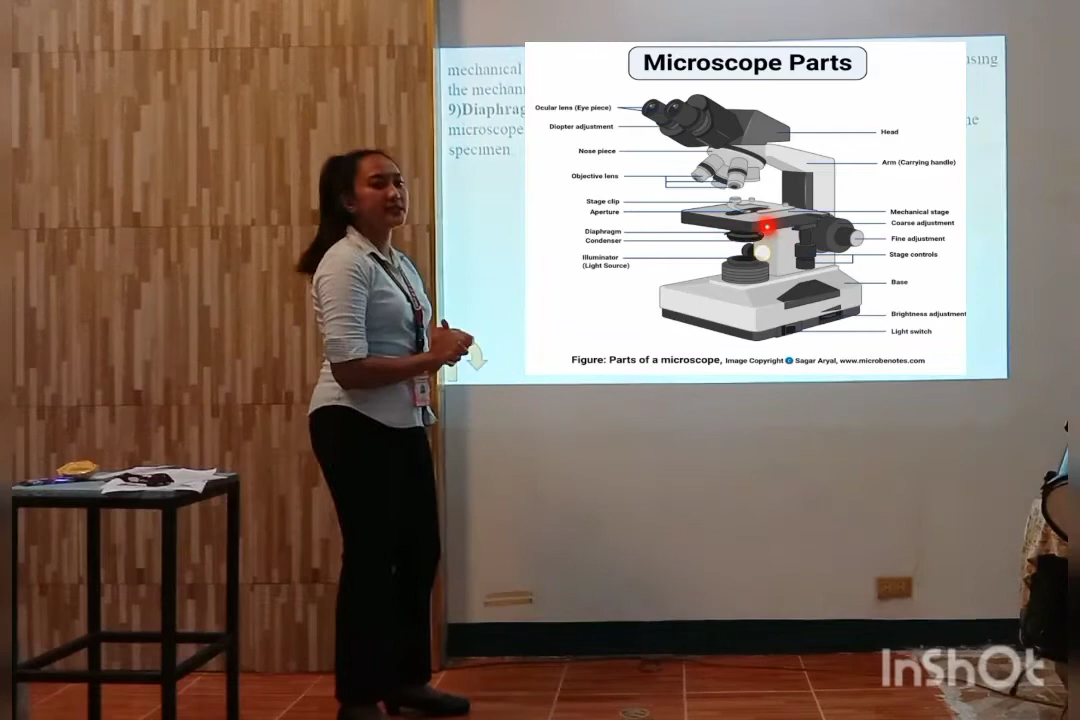 Microscope Parts
mechanical
using
the mechan
9)Diaphrag
microscope
he
specimen
Ocular lens (Eye piece)
Diopter adjustment
Head
Nose piece
Arm (Carrying handle)
Objective lens
Stage clip
Aperture
Mechanical stage
Coarse adjustment
Diaphragm
Condenser
Fine adjustment
Stage controls
Illuminator
(Light Source)
Base
Brightness adjustment
Light switch
Figure: Parts of a microscope, Image Copyright Sagar Aryal, www.microbenotes.com
InShOt